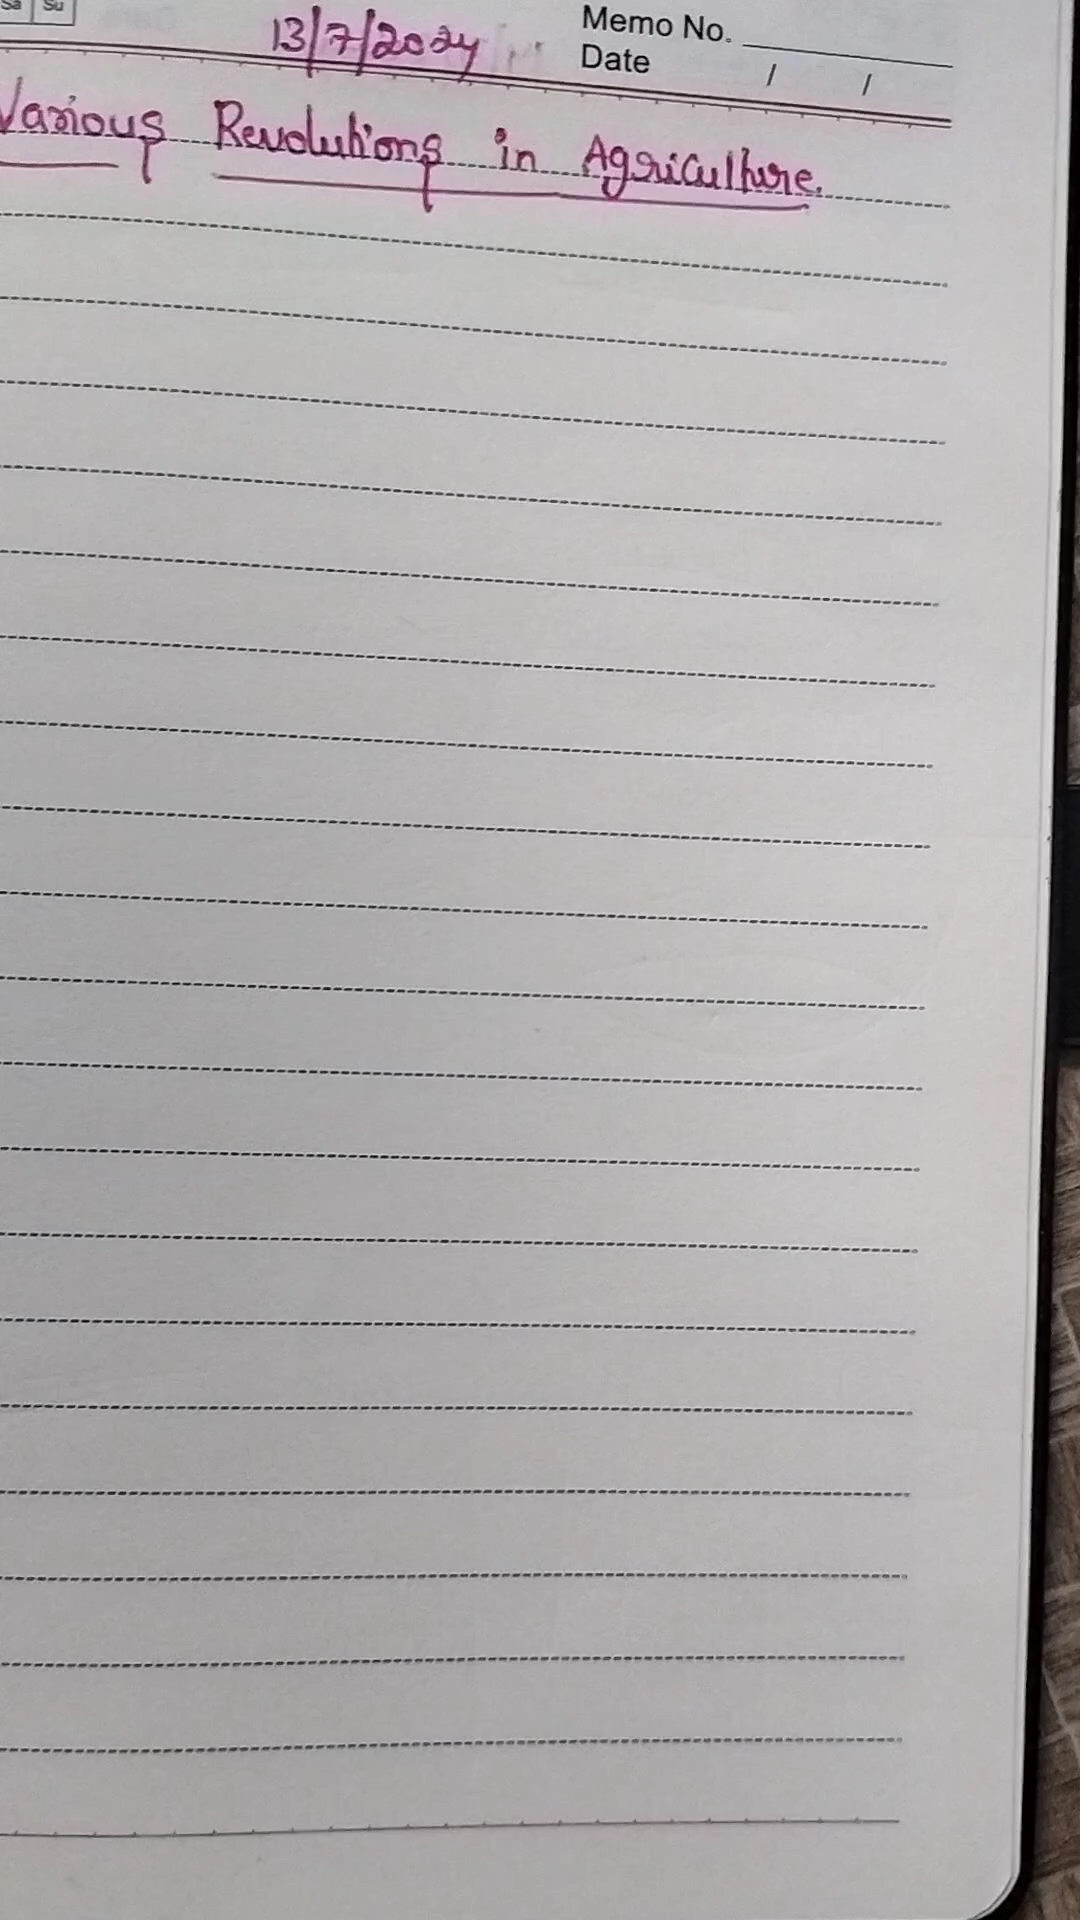 Sa Su
13/7/2024
Memo No.
Date / /
Various Revolutions in Agriculture.